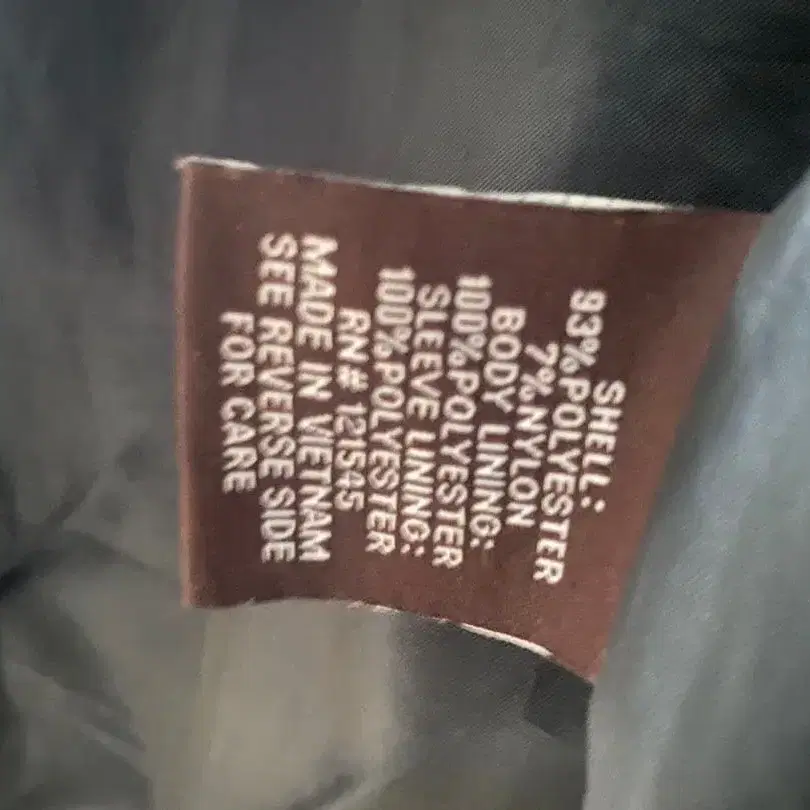 SHELL:
93%POLYESTER
7%NYLON
BODY LINING:
100%POLYESTER
SLEEVE LINING:
100%POLYESTER
RN# 121545
MADE IN VIETNAM
SEE REVERSE SIDE
FOR CARE